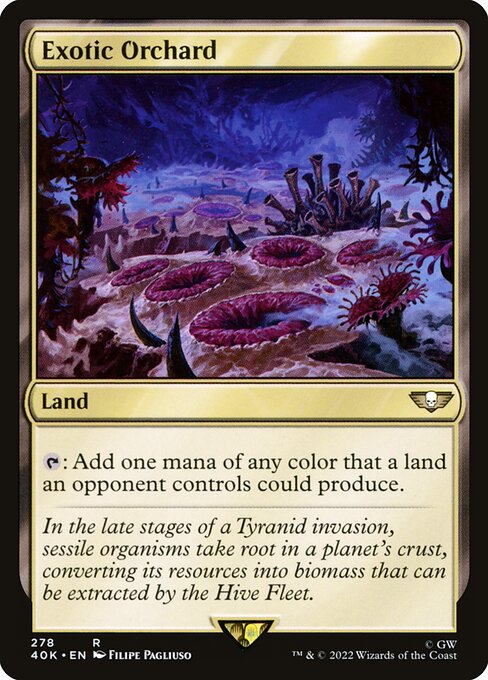 Exotic Orchard
Land
: Add one mana of any color that a land
an opponent controls could produce.
In the late stages of a Tyranid invasion,
sessile organisms take root in a planet's crust,
converting its resources into biomass that can
be extracted by the Hive Fleet.
278 R
40K • EN Filipe Pagliuso
© GW
™ & © 2022 Wizards of the Coast